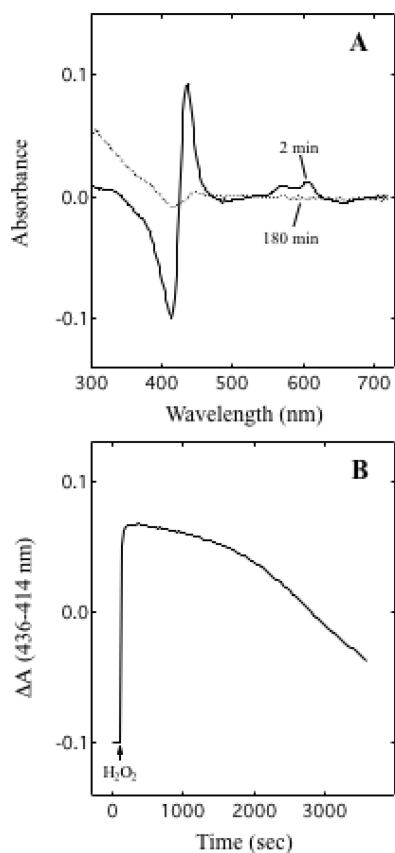 A
0.1
2 min
Absorbance
0.0
180 min
-0.1
300 400 500 600 700
Wavelength (nm)
B
0.1
ΔA (436-414 nm)
0.0
-0.1
H₂O₂
0 1000 2000 3000
Time (sec)